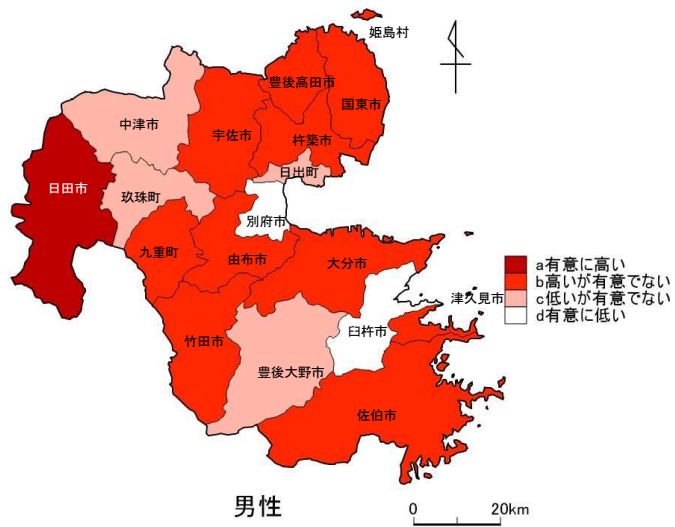 姫島村
豊後高田市
国東市
中津市
宇佐市
杵築市
日出町
日田市
玖珠町
別府市
九重町
由布市
大分市
津久見市
臼杵市
竹田市
豊後大野市
佐伯市
a有意に高い
b高いが有意でない
c低いが有意でない
d有意に低い
男性
0 20km